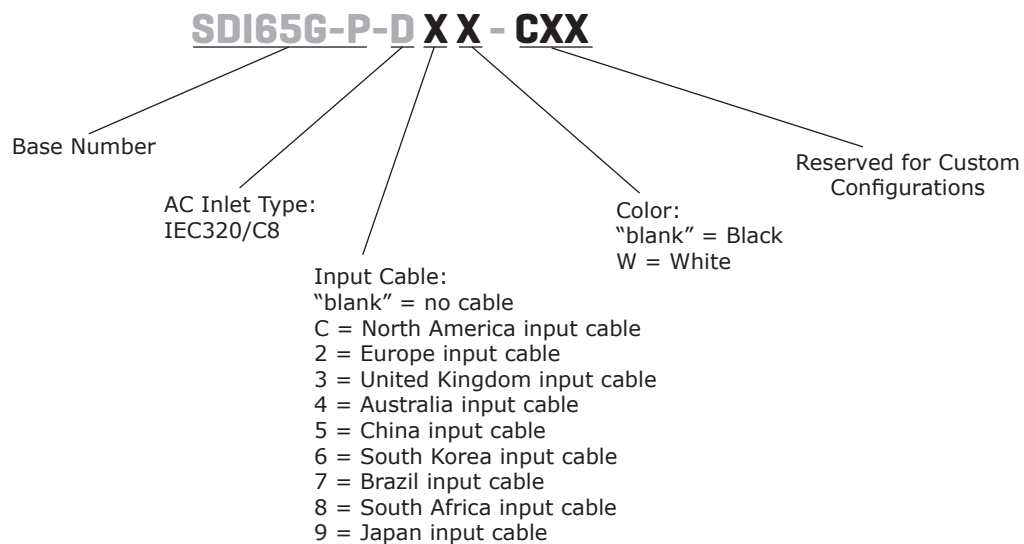 SDI65G-P-D X X - CXX
Base Number
AC Inlet Type:
IEC320/C8
Input Cable:
“blank” = no cable
C = North America input cable
2 = Europe input cable
3 = United Kingdom input cable
4 = Australia input cable
5 = China input cable
6 = South Korea input cable
7 = Brazil input cable
8 = South Africa input cable
9 = Japan input cable
Color:
“blank” = Black
W = White
Reserved for Custom
Configurations